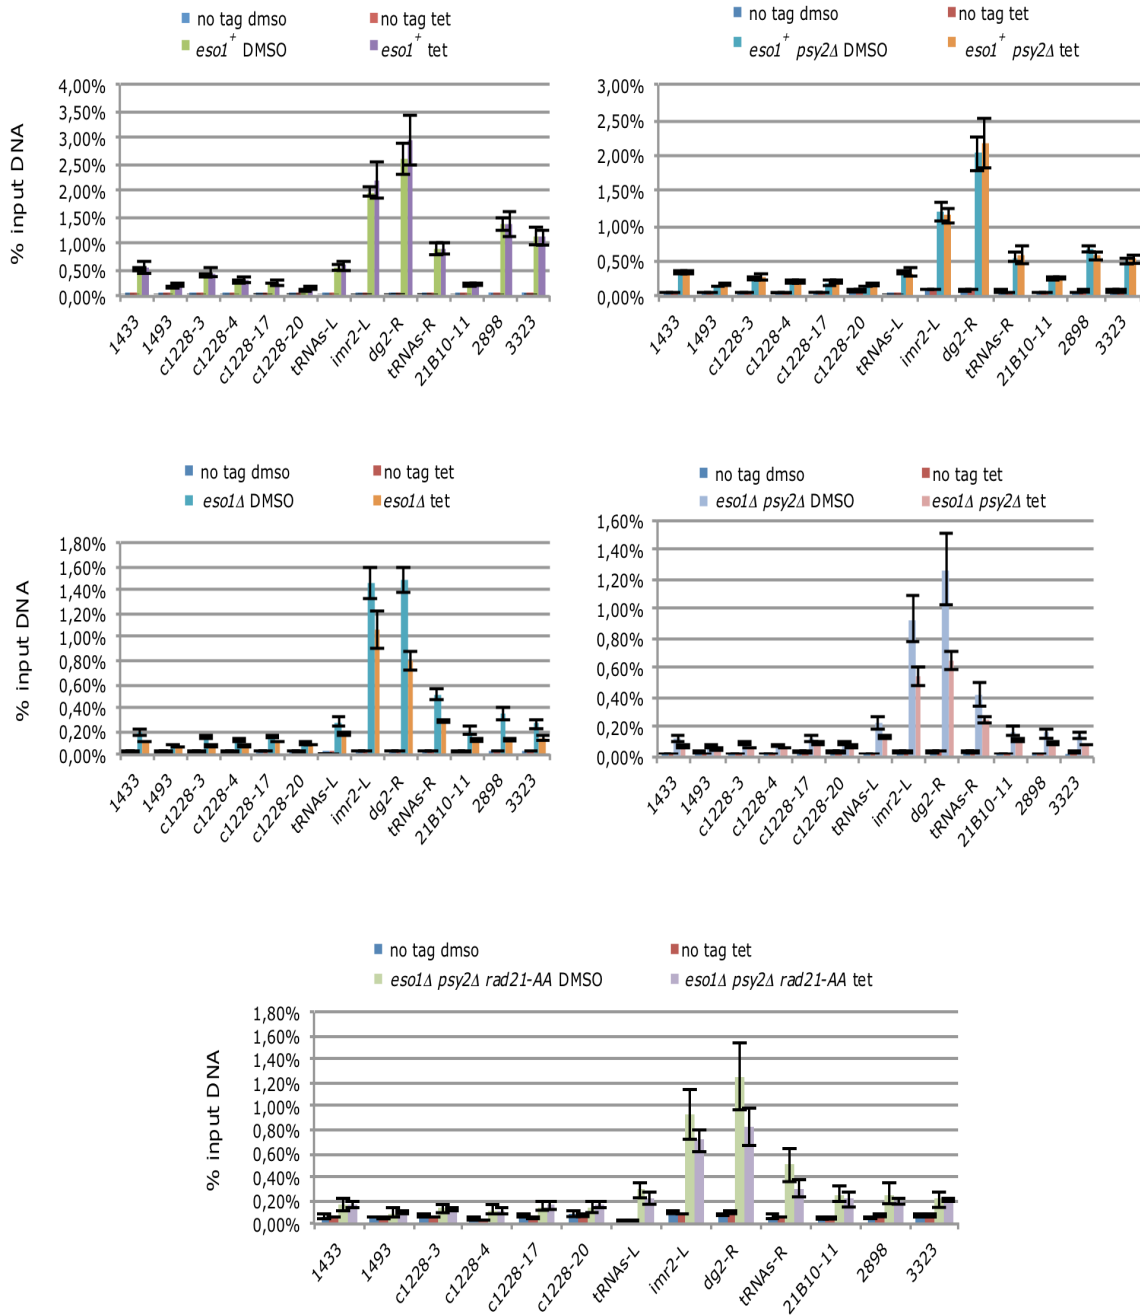 no tag dmso no tag tet
eso1+ DMSO eso1+ tet
% input DNA
4,00%
3,50%
3,00%
2,50%
2,00%
1,50%
1,00%
0,50%
0,00%
1433 1493 c1228-3 c1228-4 c1228-17 c1228-20 tRNAs-L imr2-L dg2-R tRNAs-R 21B10-11 2898 3323
no tag dmso no tag tet
eso1+ psy2Δ DMSO eso1+ psy2Δ tet
3,00%
2,50%
2,00%
1,50%
1,00%
0,50%
0,00%
1433 1493 c1228-3 c1228-4 c1228-17 c1228-20 tRNAs-L imr2-L dg2-R tRNAs-R 21B10-11 2898 3323
no tag dmso no tag tet
eso1Δ DMSO eso1Δ tet
% input DNA
1,80%
1,60%
1,40%
1,20%
1,00%
0,80%
0,60%
0,40%
0,20%
0,00%
1433 1493 c1228-3 c1228-4 c1228-17 c1228-20 tRNAs-L imr2-L dg2-R tRNAs-R 21B10-11 2898 3323
no tag dmso no tag tet
eso1Δ psy2Δ DMSO eso1Δ psy2Δ tet
1,60%
1,40%
1,20%
1,00%
0,80%
0,60%
0,40%
0,20%
0,00%
1433 1493 c1228-3 c1228-4 c1228-17 c1228-20 tRNAs-L imr2-L dg2-R tRNAs-R 21B10-11 2898 3323
no tag dmso no tag tet
eso1Δ psy2Δ rad21-AA DMSO eso1Δ psy2Δ rad21-AA tet
% input DNA
1,80%
1,60%
1,40%
1,20%
1,00%
0,80%
0,60%
0,40%
0,20%
0,00%
1433 1493 c1228-3 c1228-4 c1228-17 c1228-20 tRNAs-L imr2-L dg2-R tRNAs-R 21B10-11 2898 3323